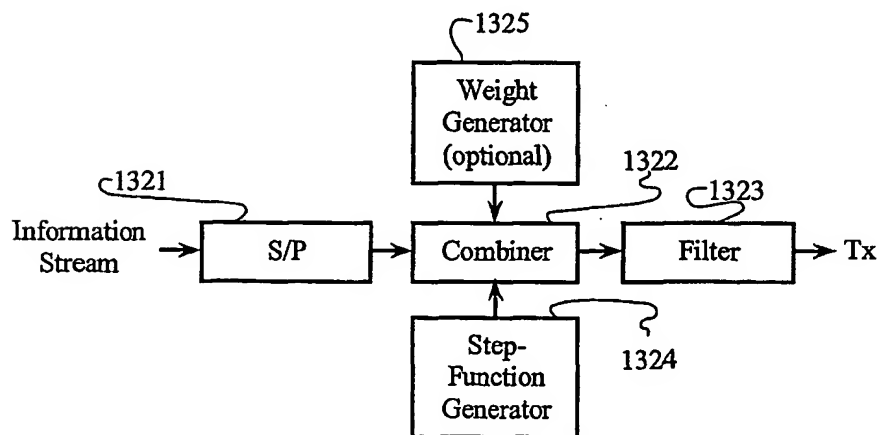 1325
Weight
Generator
(optional)
1321
1322
1323
Information
Stream
S/P
Combiner
Filter
Tx
Step-
Function
Generator
1324